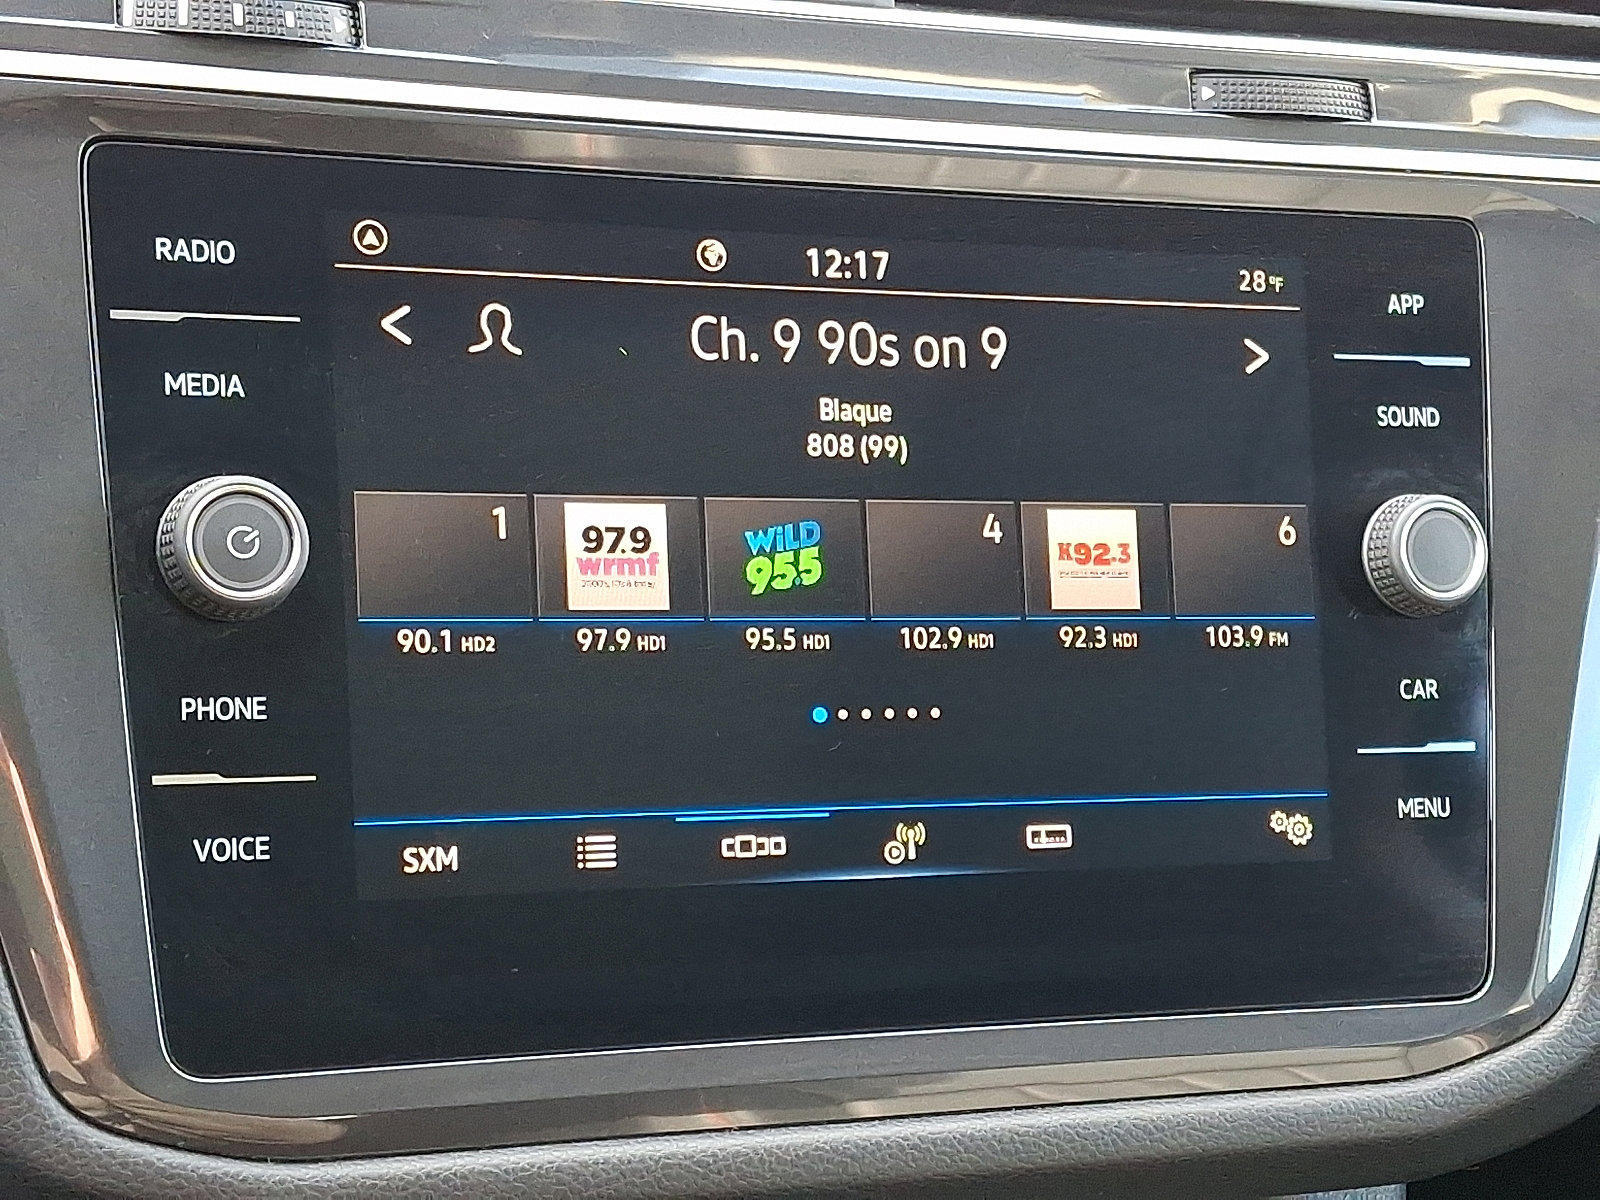 RADIO
MEDIA
PHONE
VOICE
12:17
28°F
Ch. 9 90s on 9
Blaque
808 (99)
1
97.9
wrmf
WiLD
95.5
4
K92.3
6
90.1 HD2
97.9 HD1
95.5 HD1
102.9 HD1
92.3 HD1
103.9 FM
SXM
APP
SOUND
CAR
MENU